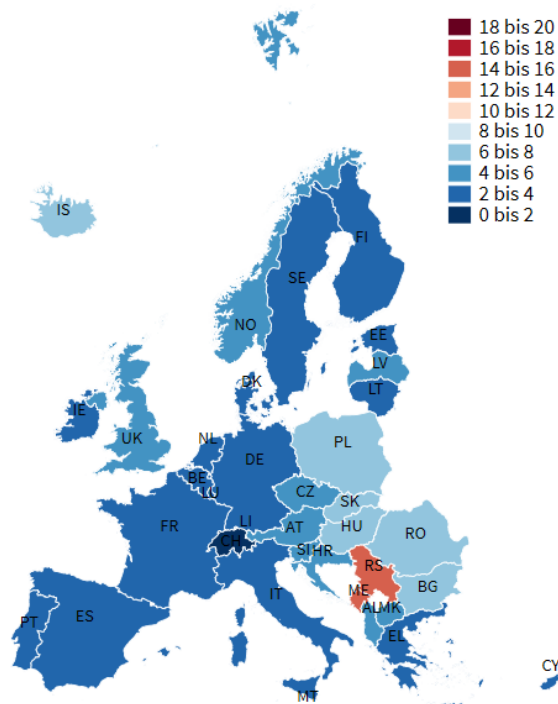 18 bis 20
16 bis 18
14 bis 16
12 bis 14
10 bis 12
8 bis 10
6 bis 8
4 bis 6
2 bis 4
0 bis 2
IS
FI
SE
NO
EE
LV
DK
LT
IE
UK
NL
PL
DE
BE
LU
CZ
SK
FR
LI
AT
HU
CH
RO
SI
HR
RS
IT
ME
BG
AL
MK
PT
ES
EL
CY
MT